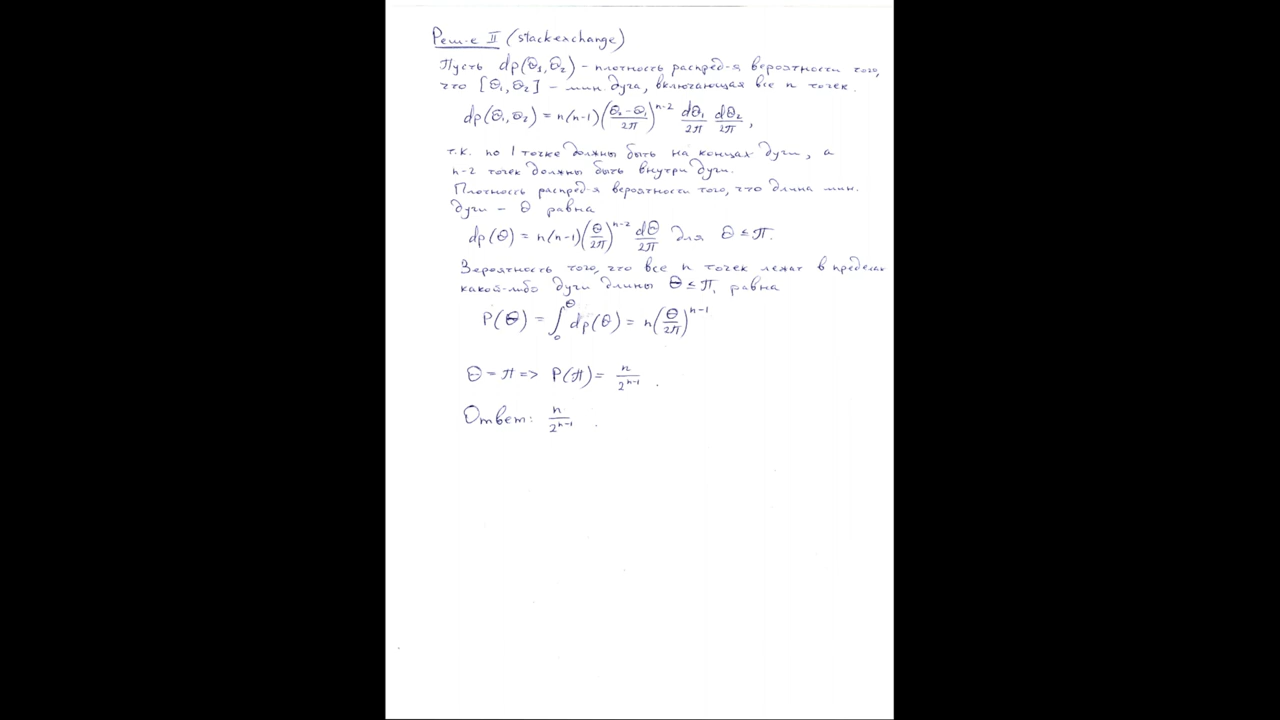 Реш-е II (stackexchange)
Пусть dp(Θ₁,Θ₂) – плотность распред-я вероятности того,
что [Θ₁,Θ₂] – мин. дуга, включающая все n точек.
dp(Θ₁,Θ₂) = n(n-1) ((Θ₂-Θ₁)/2π)ⁿ⁻² dΘ₁/2π dΘ₂/2π,
т.к. по 1 точке должны быть на концах дуги, а
n-2 точек должны быть внутри дуги.
Плотность распред-я вероятности того, что длина мин.
дуги – Θ равна
dp(Θ) = n(n-1) (Θ/2π)ⁿ⁻² dΘ/2π для Θ ≤ π.
Вероятность того, что все n точек лежат в пределах
какой-либо дуги длины Θ ≤ π, равна
P(Θ) = ∫₀^Θ dp(Θ) = n(Θ/2π)ⁿ⁻¹
Θ = π => P(π) = n/2ⁿ⁻¹.
Ответ: n/2ⁿ⁻¹.